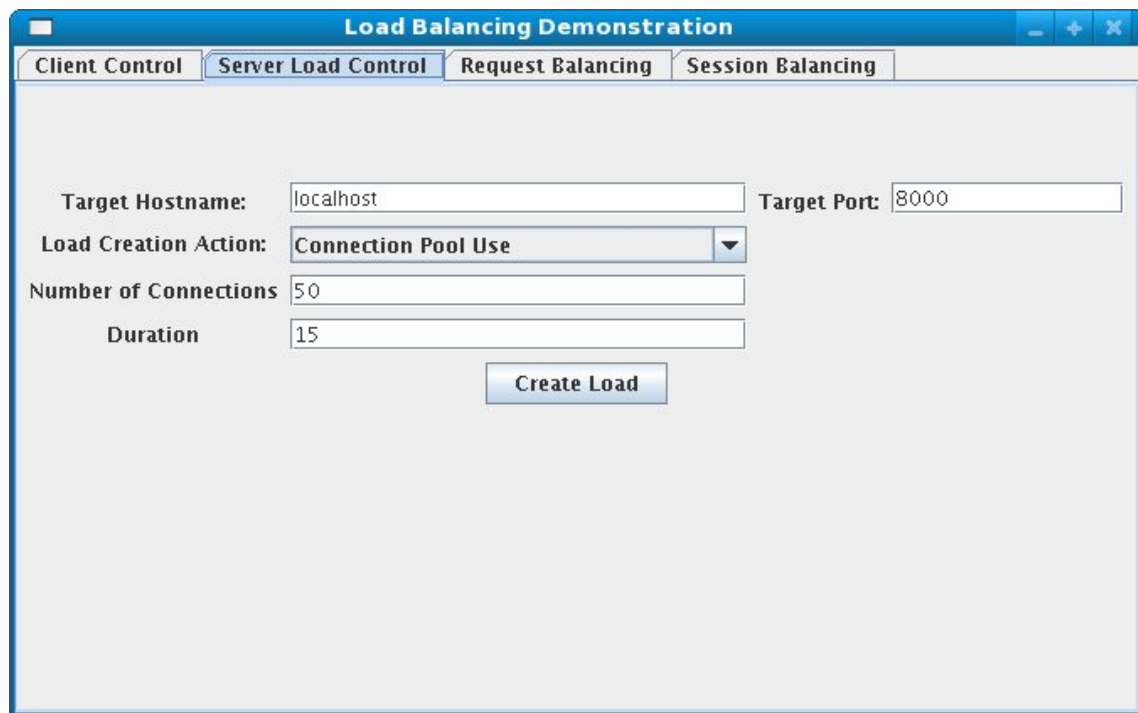 Load Balancing Demonstration
Client Control Server Load Control Request Balancing Session Balancing
Target Hostname: localhost Target Port: 8000
Load Creation Action: Connection Pool Use
Number of Connections 50
Duration 15
Create Load